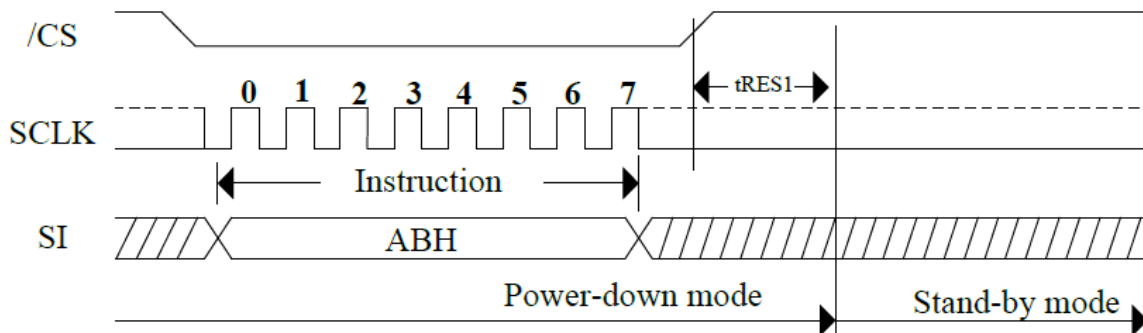 /CS
0 1 2 3 4 5 6 7
tRES1
SCLK
Instruction
SI
ABH
Power-down mode
Stand-by mode